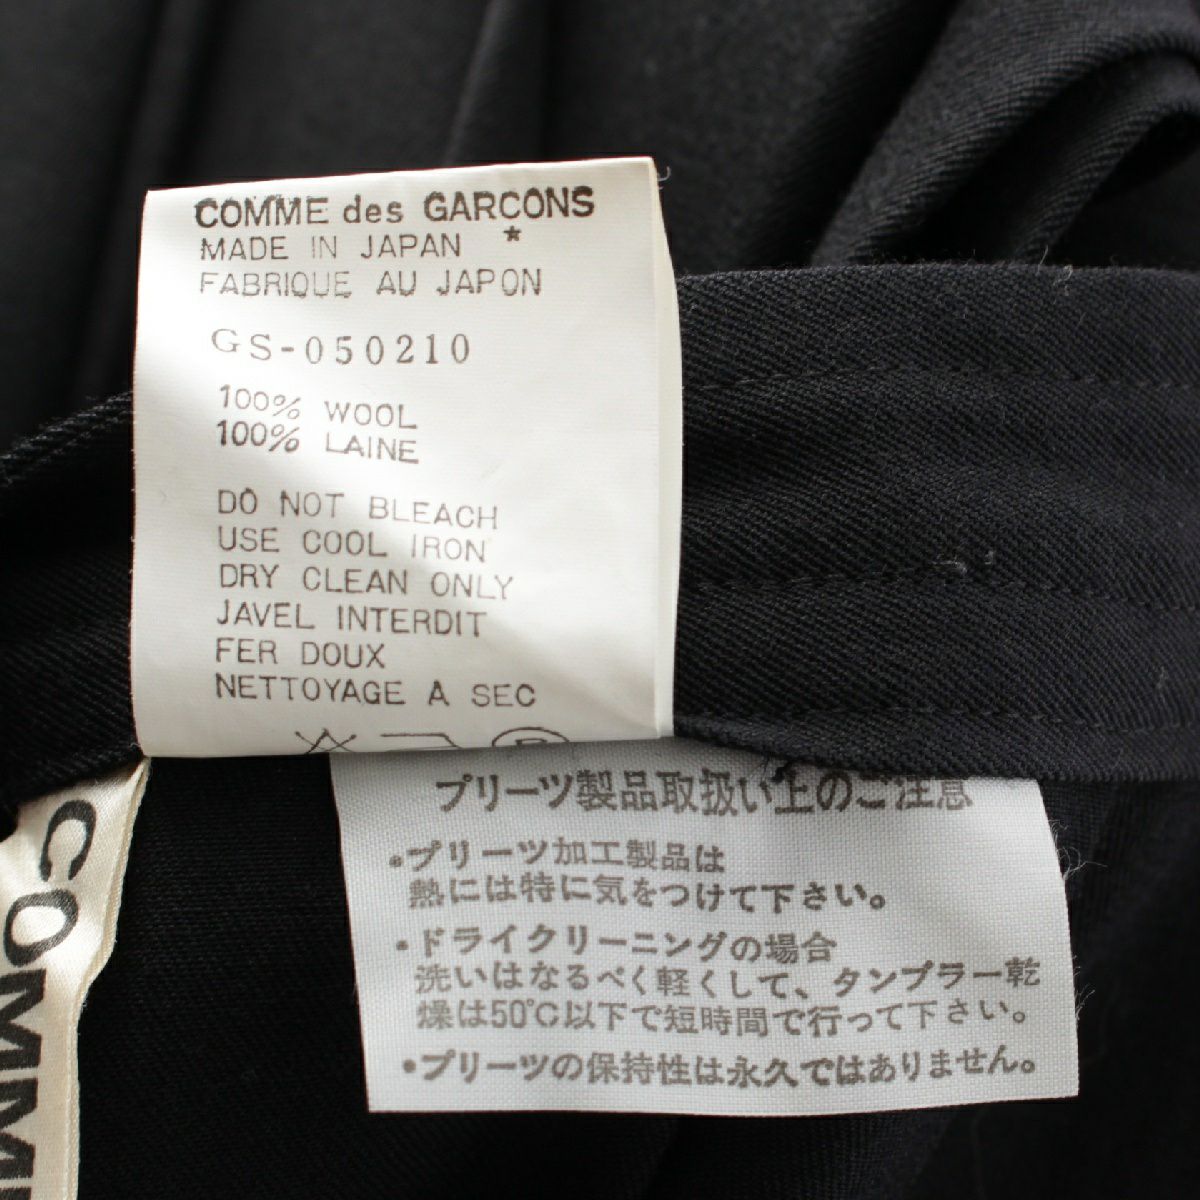 COMME des GARCONS
MADE IN JAPAN *
FABRIQUE AU JAPON
GS-050210
100% WOOL
100% LAINE
DO NOT BLEACH
USE COOL IRON
DRY CLEAN ONLY
JAVEL INTERDIT
FER DOUX
NETTOYAGE A SEC
プリーツ製品取扱い上のご注意
•プリーツ加工製品は
熱には特に気をつけて下さい。
•ドライクリーニングの場合
洗いはなるべく軽くして、タンブラー乾
燥は50℃以下で短時間で行って下さい。
•プリーツの保持性は永久ではありません。
COMME